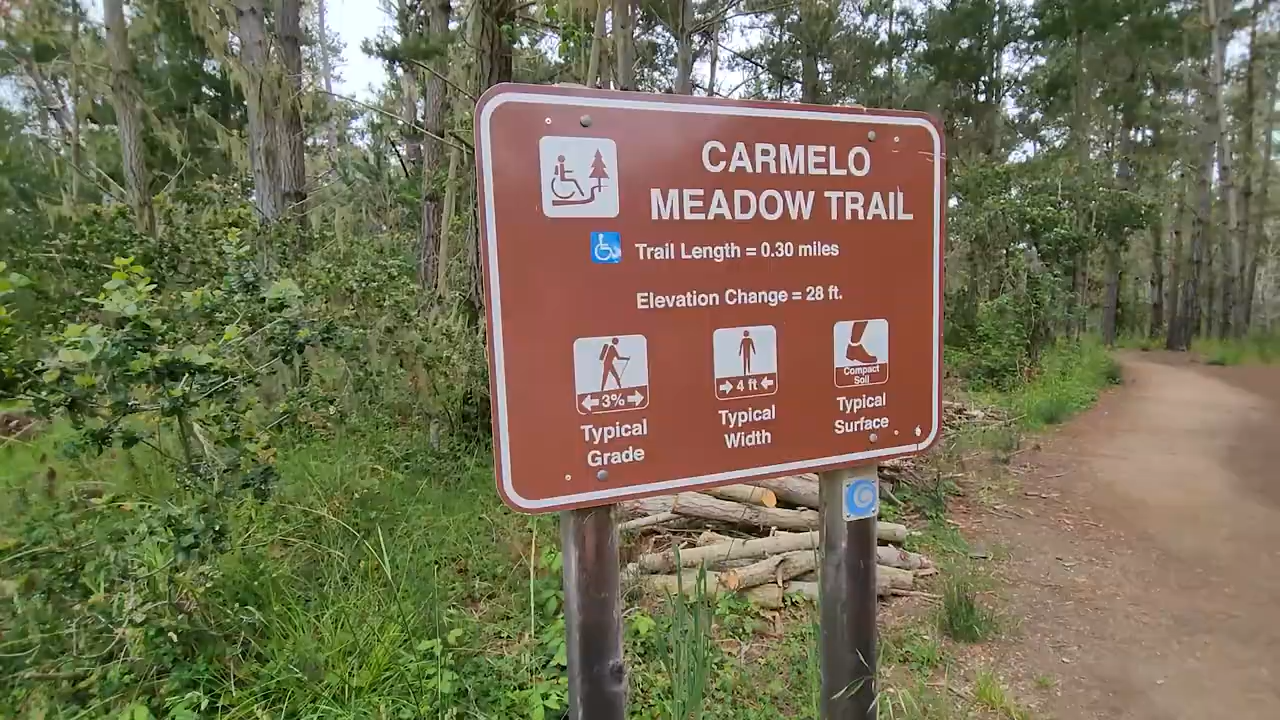 CARMELO
MEADOW TRAIL
Trail Length = 0.30 miles
Elevation Change = 28 ft.
3%
Typical
Grade
4 ft
Typical
Width
Compact
Soil
Typical
Surface